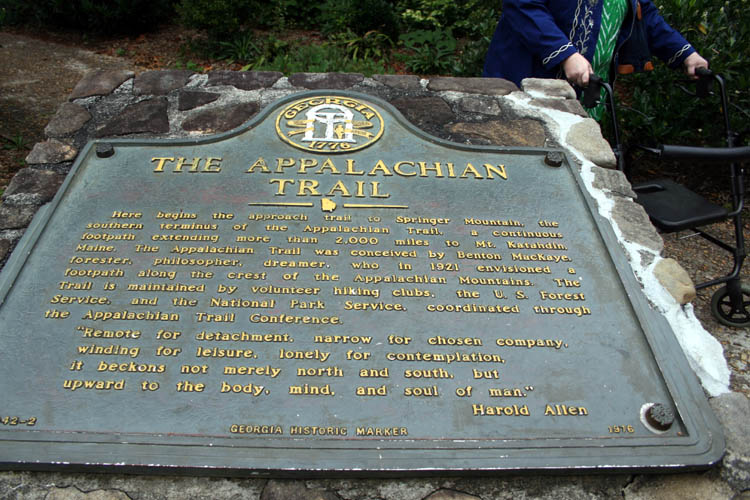 GEORGIA
1776
THE APPALACHIAN
TRAIL
Here begins the approach trail to Springer Mountain, the
southern terminus of the Appalachian Trail, a continuous
footpath extending more than 2,000 miles to Mt. Katahdin,
Maine. The Appalachian Trail was conceived by Benton MacKaye,
forester, philosopher, dreamer, who in 1921 envisioned a
footpath along the crest of the Appalachian Mountains. The
Trail is maintained by volunteer hiking clubs, the U. S. Forest
Service, and the National Park Service, coordinated through
the Appalachian Trail Conference.
"Remote for detachment, narrow for chosen company,
winding for leisure, lonely for contemplation,
it beckons not merely north and south, but
upward to the body, mind, and soul of man."
Harold Allen
42-2 GEORGIA HISTORIC MARKER 1976